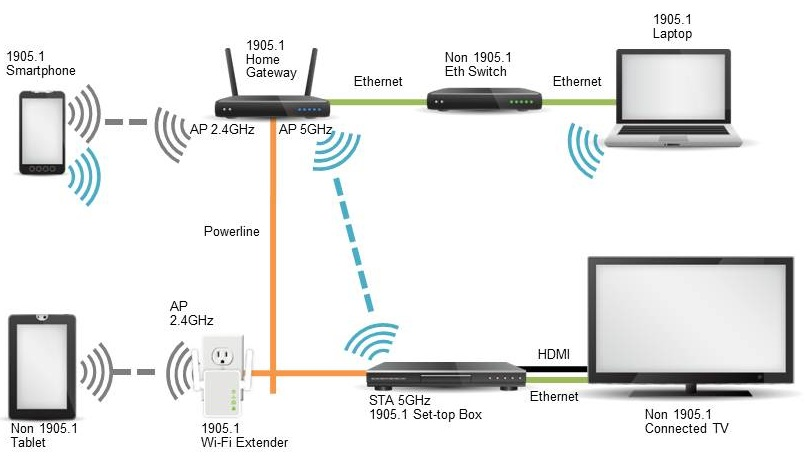 1905.1
Laptop
1905.1
Smartphone
1905.1
Home
Gateway
Non 1905.1
Eth Switch
Ethernet
Ethernet
AP 2.4GHz
AP 5GHz
Powerline
AP
2.4GHz
HDMI
Ethernet
STA 5GHz
1905.1 Set-top Box
Non 1905.1
Tablet
1905.1
Wi-Fi Extender
Non 1905.1
Connected TV